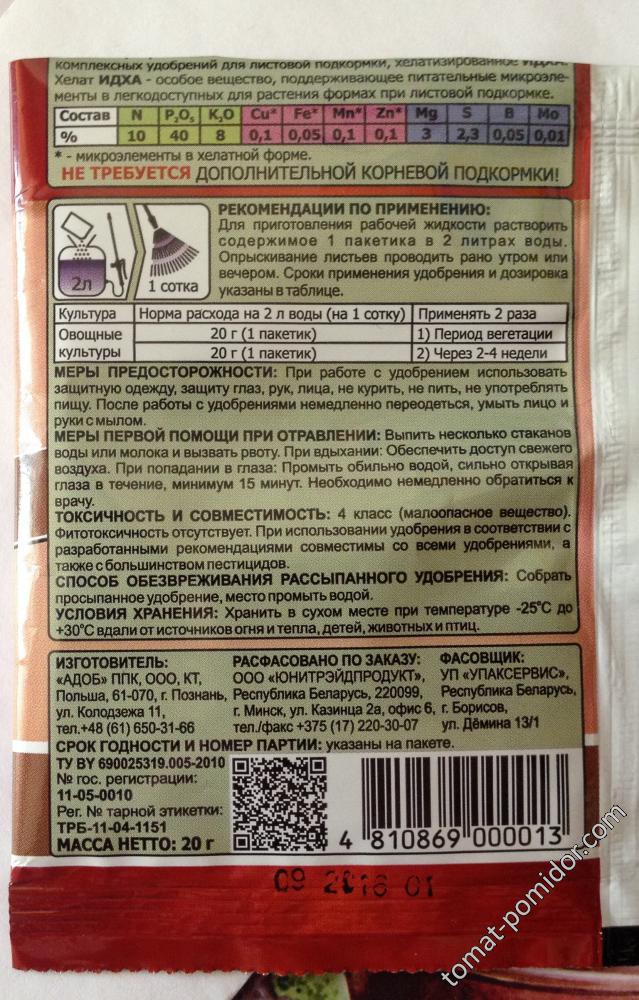 комплексных удобрений для листовой подкормки, хелатизированное ИДХА.
Хелат ИДХА - особое вещество, поддерживающее питательные микроэле-
менты в легкодоступных для растения формах при листовой подкормке.
Состав N P₂O₅ K₂O Cu* Fe* Mn* Zn* Mg S B Mo
% 10 40 8 0,1 0,05 0,1 0,1 3 2,3 0,05 0,01
* - микроэлементы в хелатной форме.
НЕ ТРЕБУЕТСЯ ДОПОЛНИТЕЛЬНОЙ КОРНЕВОЙ ПОДКОРМКИ!
2л
1 сотка
РЕКОМЕНДАЦИИ ПО ПРИМЕНЕНИЮ:
Для приготовления рабочей жидкости растворить
содержимое 1 пакетика в 2 литрах воды.
Опрыскивание листьев проводить рано утром или
вечером. Сроки применения удобрения и дозировка
указаны в таблице.
Культура Норма расхода на 2 л воды (на 1 сотку) Применять 2 раза
Овощные 20 г (1 пакетик) 1) Период вегетации
культуры 20 г (1 пакетик) 2) Через 2-4 недели
МЕРЫ ПРЕДОСТОРОЖНОСТИ: При работе с удобрением использовать
защитную одежду, защиту глаз, рук, лица, не курить, не пить, не употреблять
пищу. После работы с удобрениями немедленно переодеться, умыть лицо и
руки с мылом.
МЕРЫ ПЕРВОЙ ПОМОЩИ ПРИ ОТРАВЛЕНИИ: Выпить несколько стаканов
воды или молока и вызвать рвоту. При вдыхании: Обеспечить доступ свежего
воздуха. При попадании в глаза: Промыть обильно водой, сильно открывая
глаза в течение, минимум 15 минут. Необходимо немедленно обратиться к
врачу.
ТОКСИЧНОСТЬ И СОВМЕСТИМОСТЬ: 4 класс (малоопасное вещество).
Фитотоксичность отсутствует. При использовании удобрения в соответствии с
разработанными рекомендациями совместимы со всеми удобрениями, а
также с большинством пестицидов.
СПОСОБ ОБЕЗВРЕЖИВАНИЯ РАССЫПАННОГО УДОБРЕНИЯ: Собрать
просыпанное удобрение, место промыть водой.
УСЛОВИЯ ХРАНЕНИЯ: Хранить в сухом месте при температуре -25°С до
+30°С вдали от источников огня и тепла, детей, животных и птиц.
ИЗГОТОВИТЕЛЬ:
«АДОБ» ППК, ООО, КТ,
Польша, 61-070, г. Познань,
ул. Колодзежа 11,
тел.+48 (61) 650-31-66
РАСФАСОВАНО ПО ЗАКАЗУ:
ООО «ЮНИТРЭЙДПРОДУКТ»,
Республика Беларусь, 220099,
г. Минск, ул. Казинца 2а, офис 6,
тел./факс +375 (17) 220-30-07
ФАСОВЩИК:
УП «УПАКСЕРВИС»,
Республика Беларусь,
г. Борисов,
ул. Дёмина 13/1
СРОК ГОДНОСТИ И НОМЕР ПАРТИИ: указаны на пакете.
ТУ BY 690025319.005-2010
№ гос. регистрации:
11-05-0010
Рег. № тарной этикетки:
ТРБ-11-04-1151
МАССА НЕТТО: 20 г
4 810869 000013
09 2016 01
tomat-pomidor.com